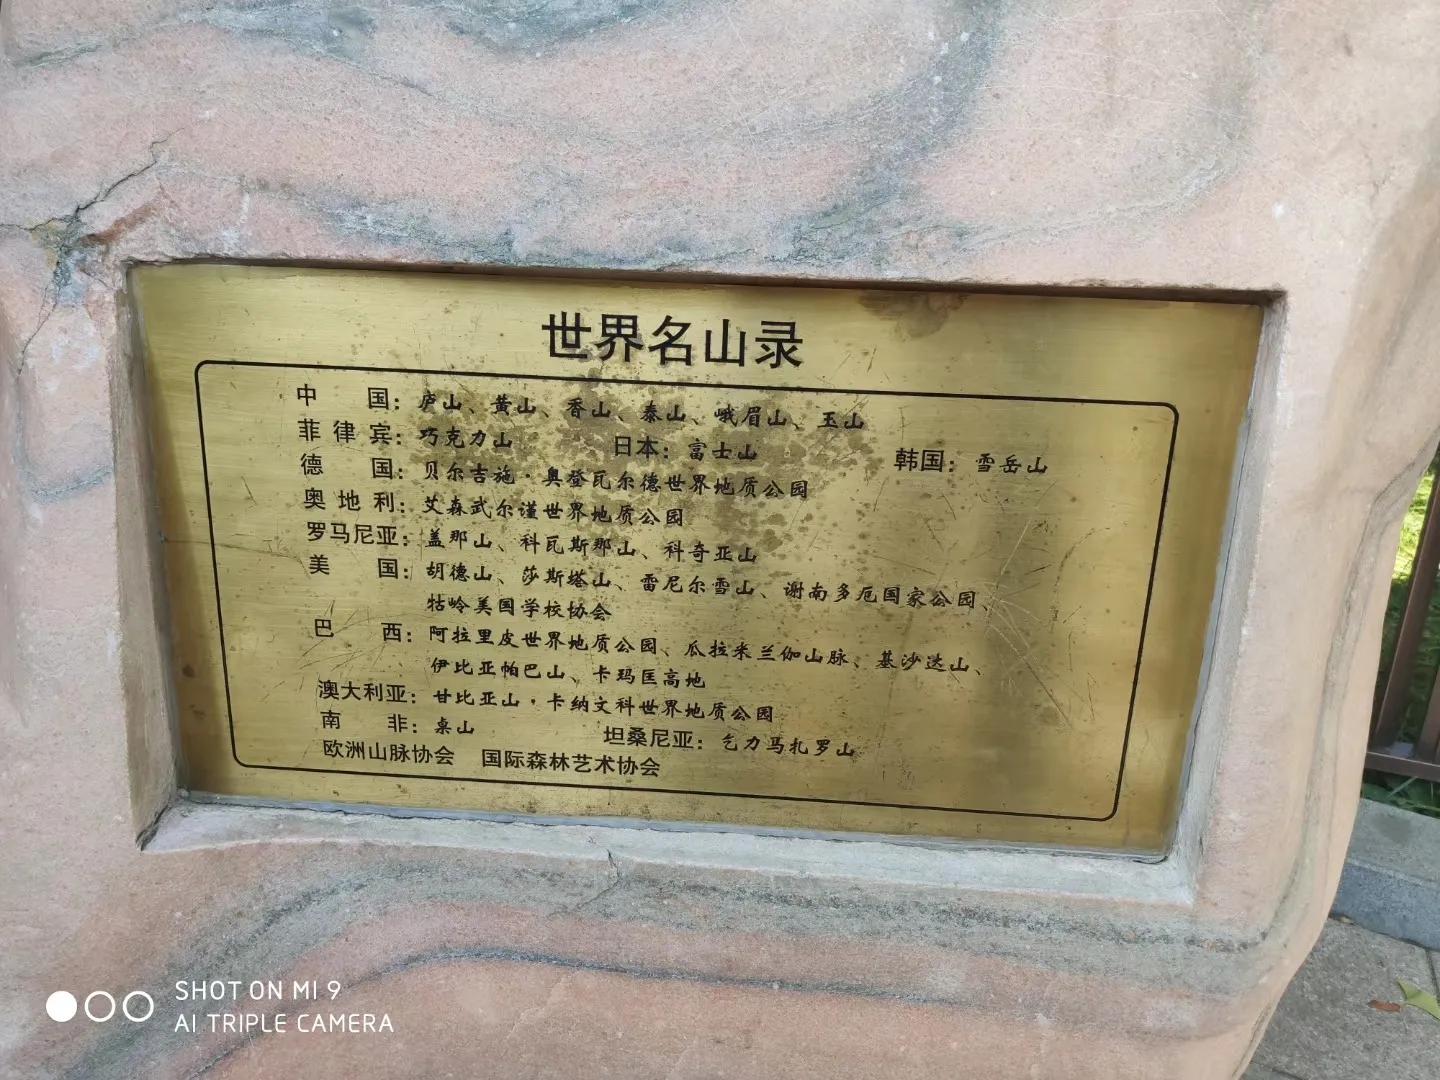 世界名山录
中国：庐山、黄山、香山、泰山、峨眉山、玉山
菲律宾：巧克力山 日本：富士山 韩国：雪岳山
德国：贝尔吉施·奥登瓦尔德世界地质公园
奥地利：艾森武尔谨世界地质公园
罗马尼亚：盖那山、科瓦斯那山、科奇亚山
美国：胡德山、莎斯塔山、雷尼尔雪山、谢南多厄国家公园、
牯岭美国学校协会
巴西：阿拉里皮世界地质公园、瓜拉米兰伽山脉、基沙达山、
伊比亚帕巴山、卡玛匡高地
澳大利亚：甘比亚山·卡纳文科世界地质公园
南非：桌山 坦桑尼亚：乞力马扎罗山
欧洲山脉协会 国际森林艺术协会
SHOT ON MI 9
AI TRIPLE CAMERA